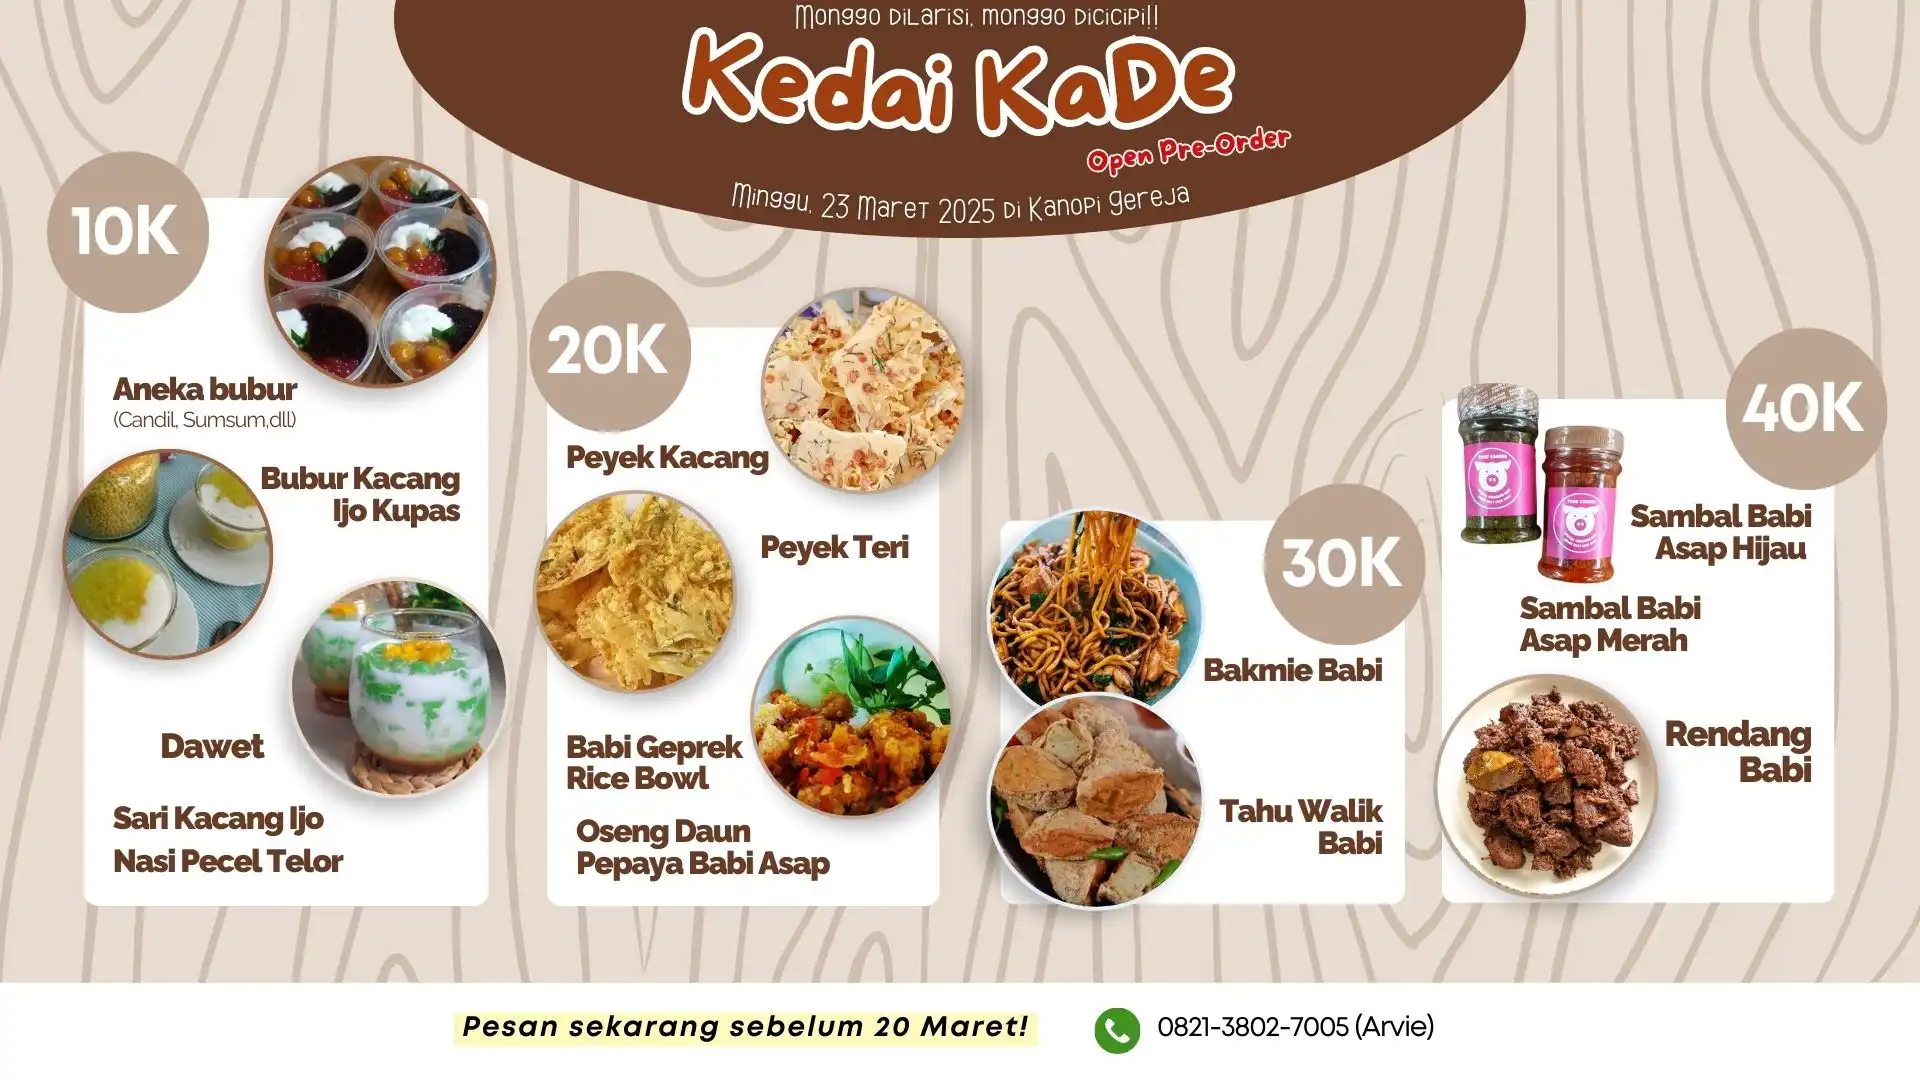 Monggo dilarisi, monggo dicicipi!!
Kedai KaDe
Open Pre-Order
Minggu, 23 Maret 2025 di Kanopi Gereja
10K
Aneka bubur
(Candil, Sumsum,dll)
Bubur Kacang
Ijo Kupas
Dawet
Sari Kacang Ijo
Nasi Pecel Telor
20K
Peyek Kacang
Peyek Teri
Babi Geprek
Rice Bowl
Oseng Daun
Pepaya Babi Asap
30K
Bakmie Babi
Tahu Walik
Babi
40K
Sambal Babi
Asap Hijau
Sambal Babi
Asap Merah
Rendang
Babi
Pesan sekarang sebelum 20 Maret!
0821-3802-7005 (Arvie)